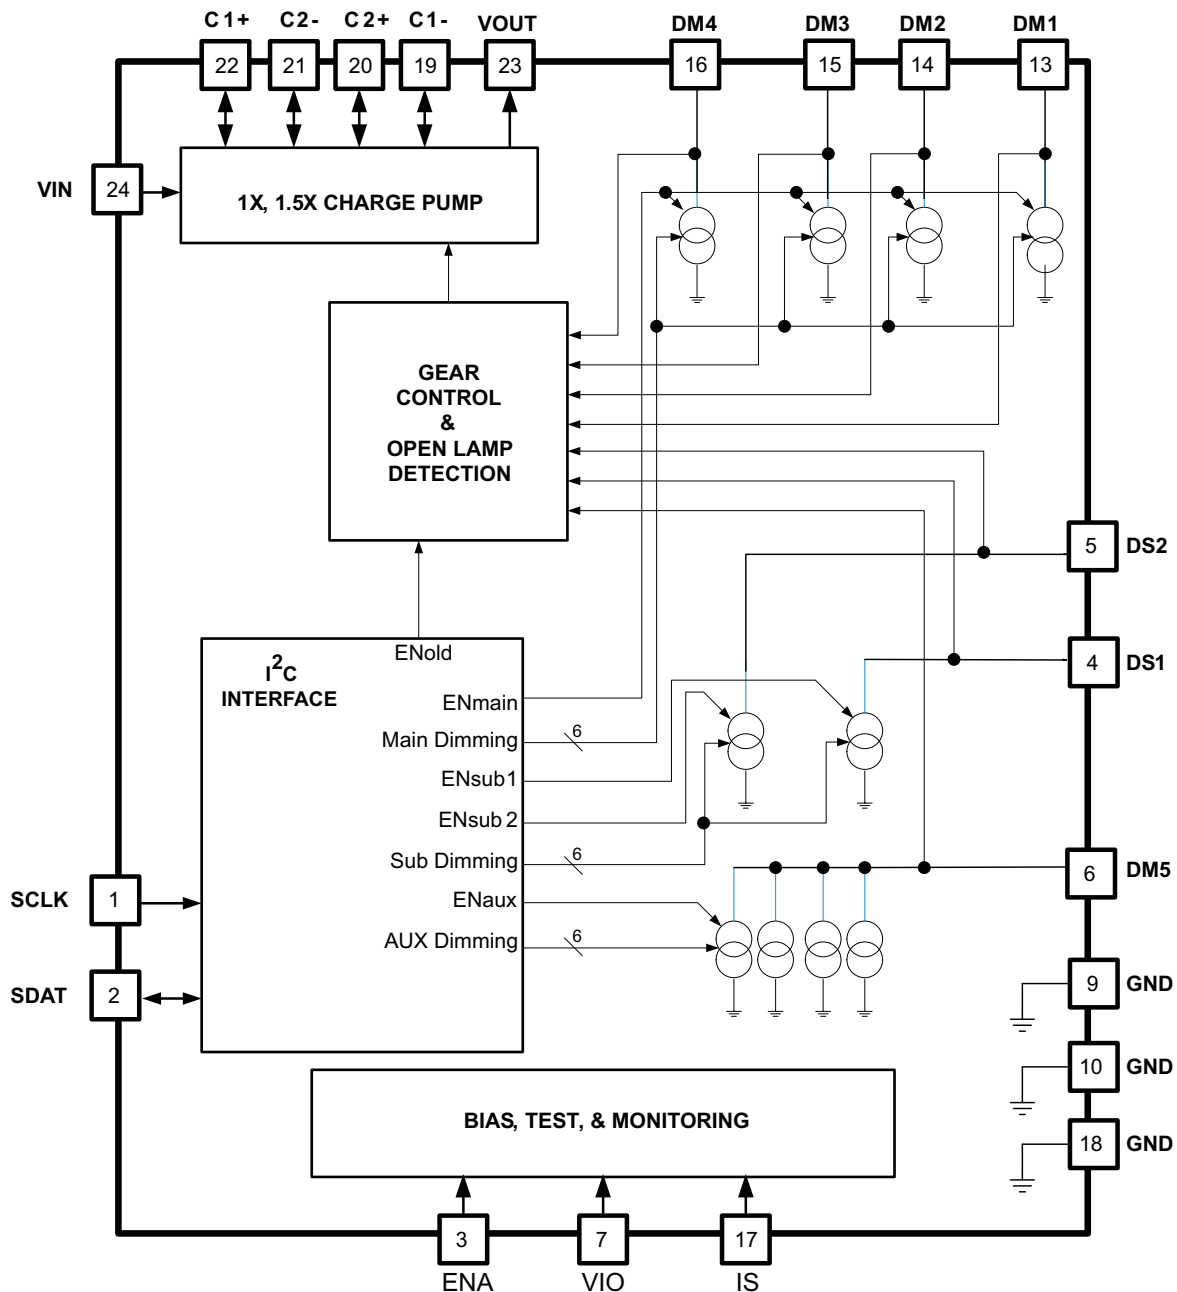 C1+ C2- C2+ C1- VOUT DM4 DM3 DM2 DM1
22 21 20 19 23 16 15 14 13
VIN 24
1X, 1.5X CHARGE PUMP
GEAR
CONTROL
&
OPEN LAMP
DETECTION
5 DS2
4 DS1
ENold
I2C
INTERFACE
ENmain
Main Dimming 6
ENsub1
ENsub 2
Sub Dimming 6
ENaux
AUX Dimming 6
6 DM5
SCLK 1
SDAT 2
9 GND
10 GND
18 GND
BIAS, TEST, & MONITORING
3 7 17
ENA VIO IS